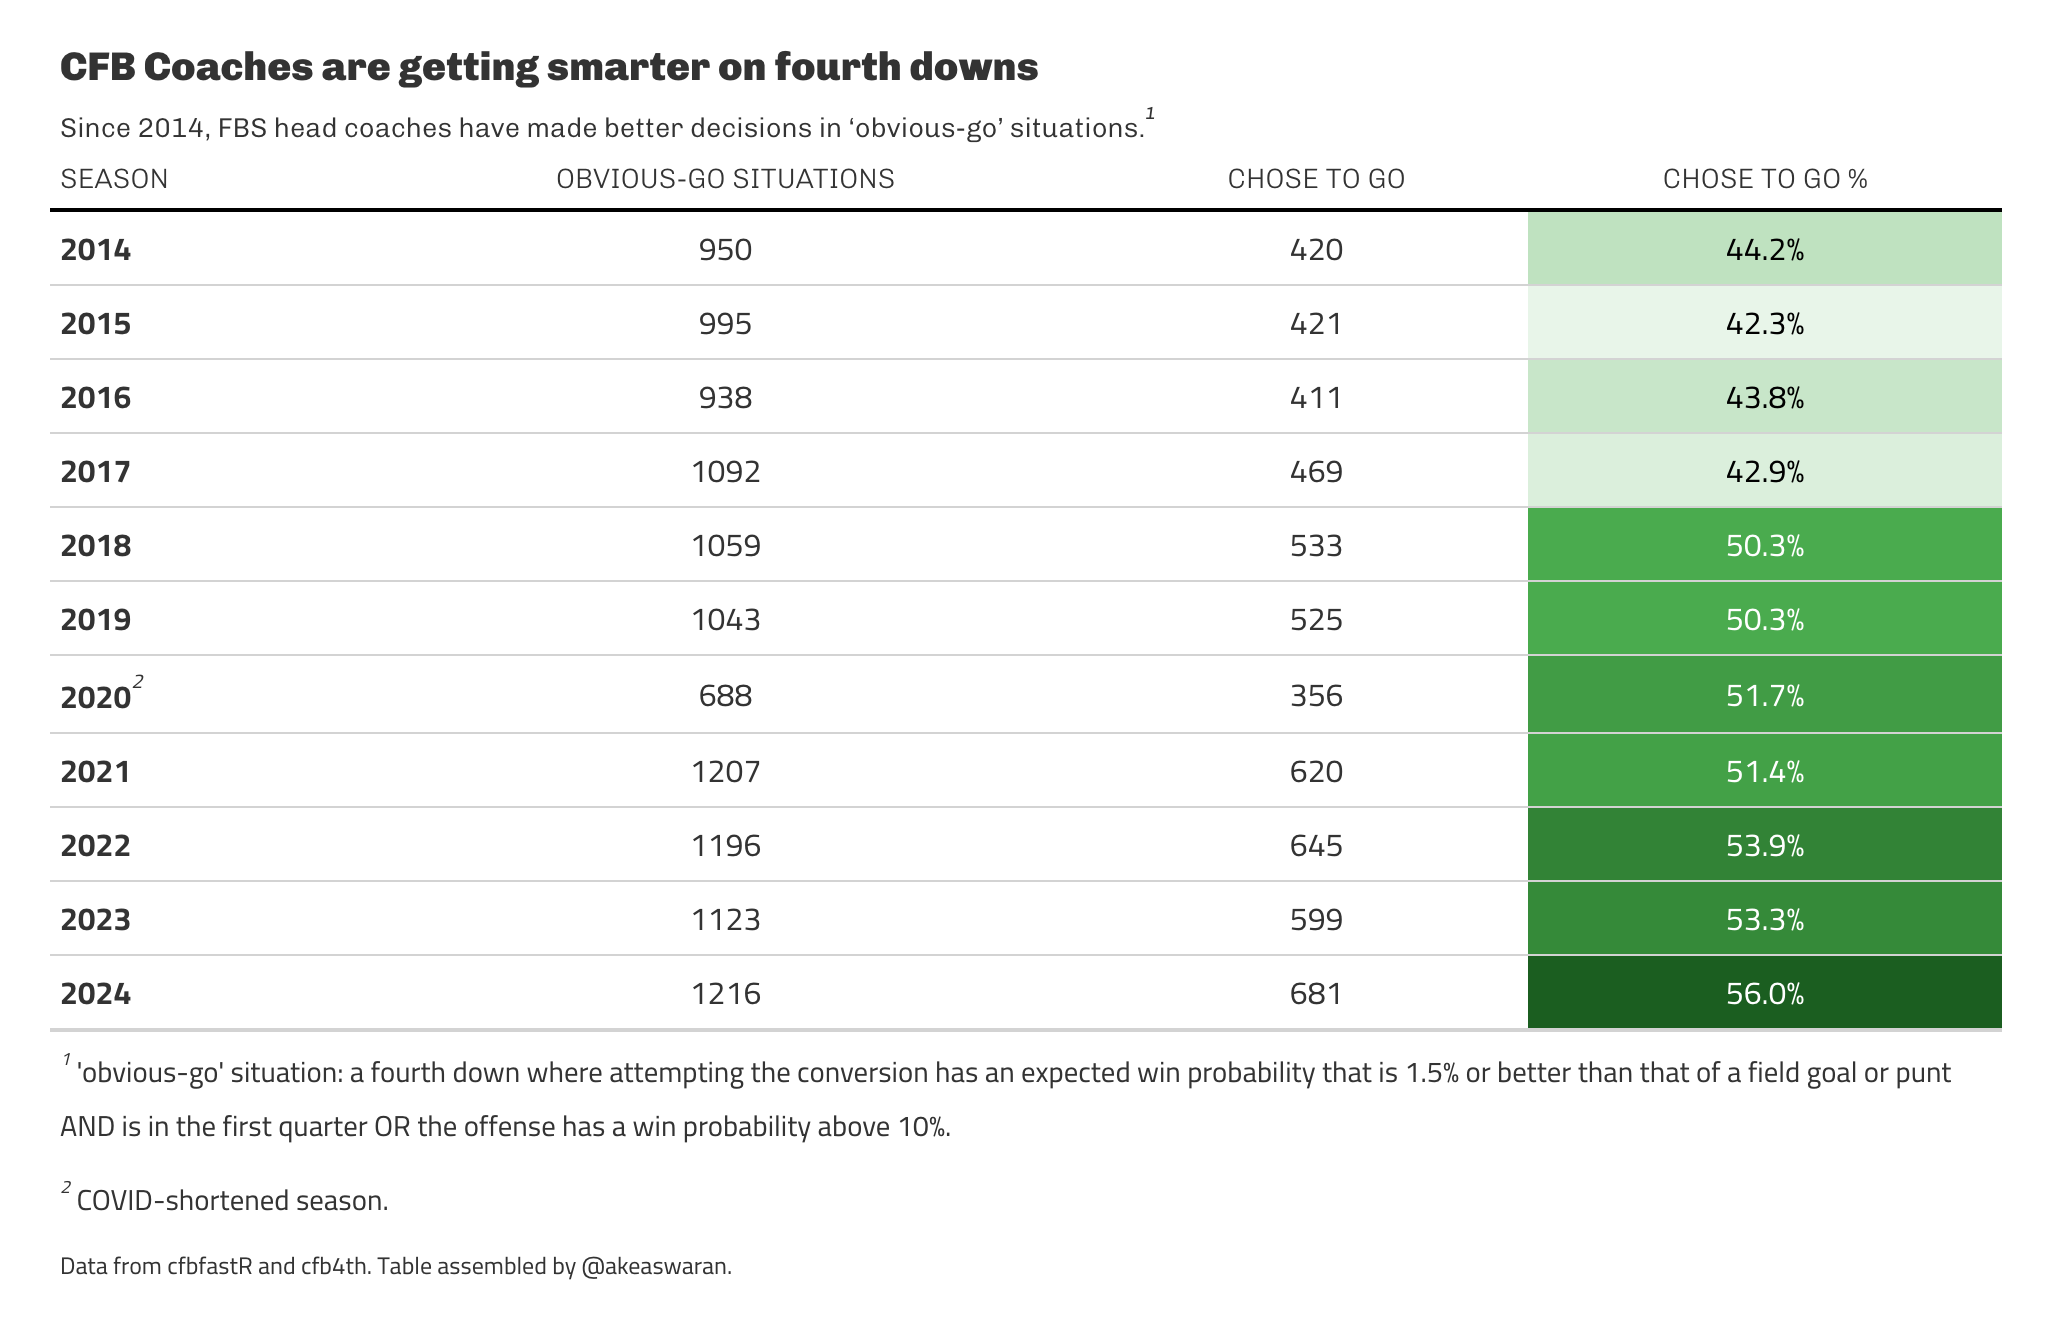 CFB Coaches are getting smarter on fourth downs
Since 2014, FBS head coaches have made better decisions in ‘obvious-go’ situations.1
SEASON OBVIOUS-GO SITUATIONS CHOSE TO GO CHOSE TO GO %
2014 950 420 44.2%
2015 995 421 42.3%
2016 938 411 43.8%
2017 1092 469 42.9%
2018 1059 533 50.3%
2019 1043 525 50.3%
20202 688 356 51.7%
2021 1207 620 51.4%
2022 1196 645 53.9%
2023 1123 599 53.3%
2024 1216 681 56.0%
1 'obvious-go' situation: a fourth down where attempting the conversion has an expected win probability that is 1.5% or better than that of a field goal or punt
AND is in the first quarter OR the offense has a win probability above 10%.
2 COVID-shortened season.
Data from cfbfastR and cfb4th. Table assembled by @akeaswaran.